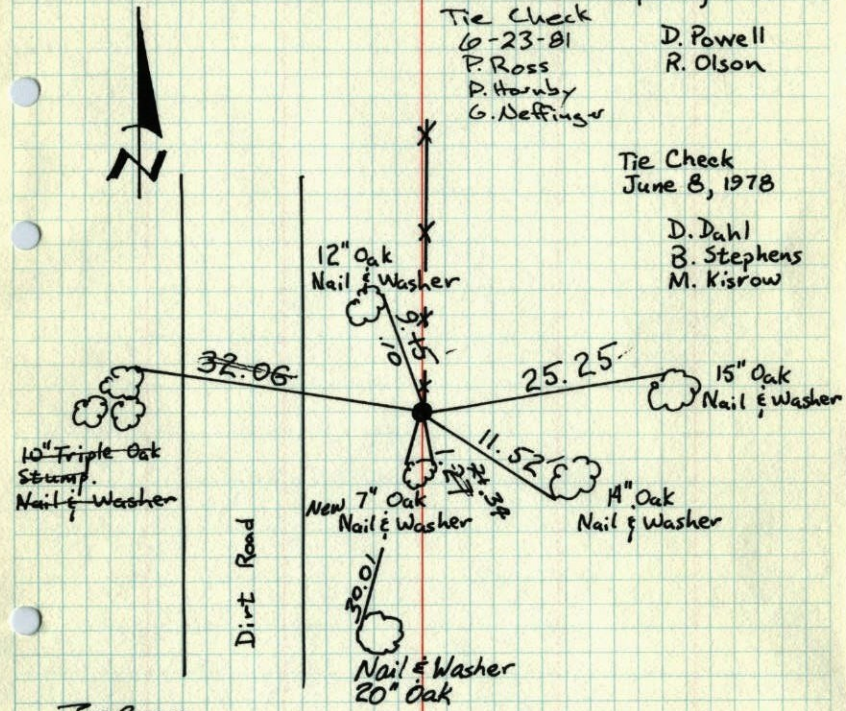 Tie Check
6-23-81
P. Ross
D. Hornby
G. Neffinger
D. Powell
R. Olson
N
Tie Check
June 8, 1978
D. Dahl
B. Stephens
M. Kisrow
12" Oak
Nail & Washer
32.06
25.25
15" Oak
Nail & Washer
11.52'
10" Triple Oak
Stump.
Nail & Washer
New 7" Oak
Nail & Washer
1.27
14" Oak
Nail & Washer
Dirt Road
30.01
Nail & Washer
20" Oak